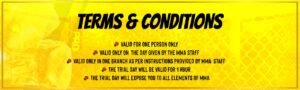 TERMS & CONDITIONS
VALID FOR ONE PERSON ONLY
VALID ONLY ON THE DAY GIVEN BY THE MMA STAFF
VALID ONLY IN ONE BRANCH AS PER INSTRUCTIONS PROVIDED BY MMA STAFF
THE TRIAL DAY WILL BE VALID FOR 1 HOUR
THE TRIAL DAY WILL EXPOSE YOU TO ALL ELEMENTS OF MMA